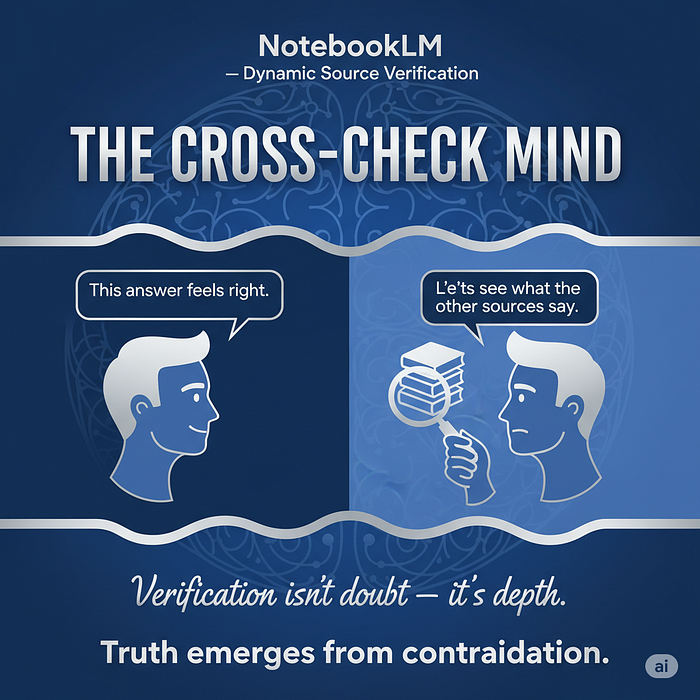 NotebookLM
– Dynamic Source Verification
THE CROSS-CHECK MIND
This answer feels right.
L'e'ts see what the
other sources say.
Verification isn't doubt – it's depth.
Truth emerges from contraidation.
ai